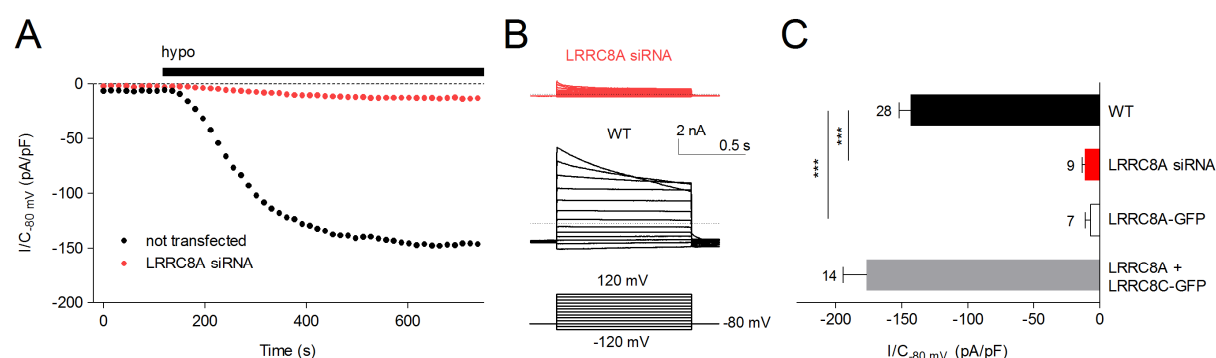 A
hypo
0
-50
-100
-150
-200
I/C-80 mV (pA/pF)
not transfected
LRRC8A siRNA
0
200
400
600
Time (s)
B
LRRC8A siRNA
WT
2 nA
0.5 s
120 mV
-80 mV
-120 mV
C
28
WT
***
***
9
LRRC8A siRNA
7
LRRC8A-GFP
14
LRRC8A +
LRRC8C-GFP
-200
-150
-100
-50
0
I/C-80 mV (pA/pF)